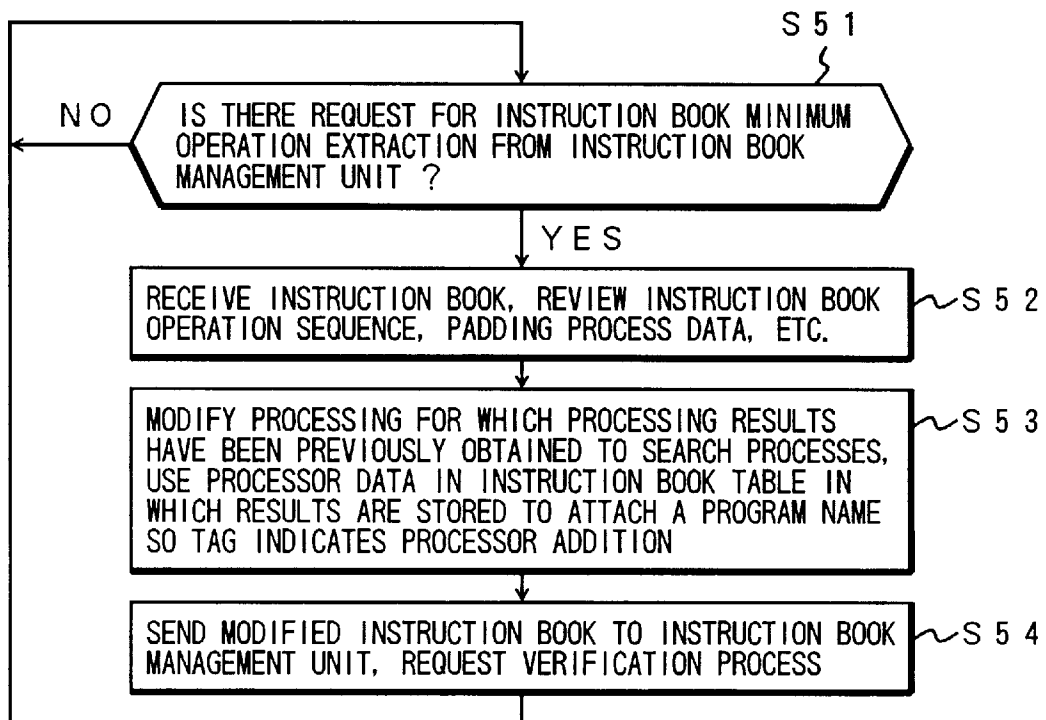 S51
IS THERE REQUEST FOR INSTRUCTION BOOK MINIMUM
OPERATION EXTRACTION FROM INSTRUCTION BOOK
MANAGEMENT UNIT ?
NO
YES
RECEIVE INSTRUCTION BOOK, REVIEW INSTRUCTION BOOK
OPERATION SEQUENCE, PADDING PROCESS DATA, ETC.
S52
MODIFY PROCESSING FOR WHICH PROCESSING RESULTS
HAVE BEEN PREVIOUSLY OBTAINED TO SEARCH PROCESSES,
USE PROCESSOR DATA IN INSTRUCTION BOOK TABLE IN
WHICH RESULTS ARE STORED TO ATTACH A PROGRAM NAME
SO TAG INDICATES PROCESSOR ADDITION
S53
SEND MODIFIED INSTRUCTION BOOK TO INSTRUCTION BOOK
MANAGEMENT UNIT, REQUEST VERIFICATION PROCESS
S54